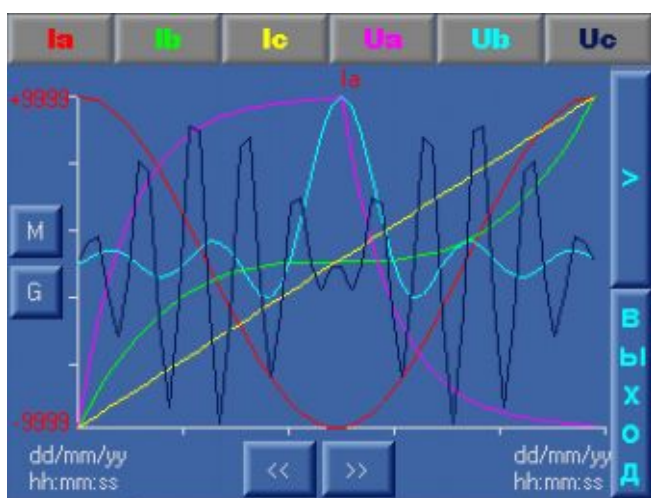 Ia Ib Ic Ua Ub Uc
Ia
+9999
>
M
G
-9999
ВЫХОД
dd/mm/yy
hh:mm:ss
<< >>
dd/mm/yy
hh:mm:ss